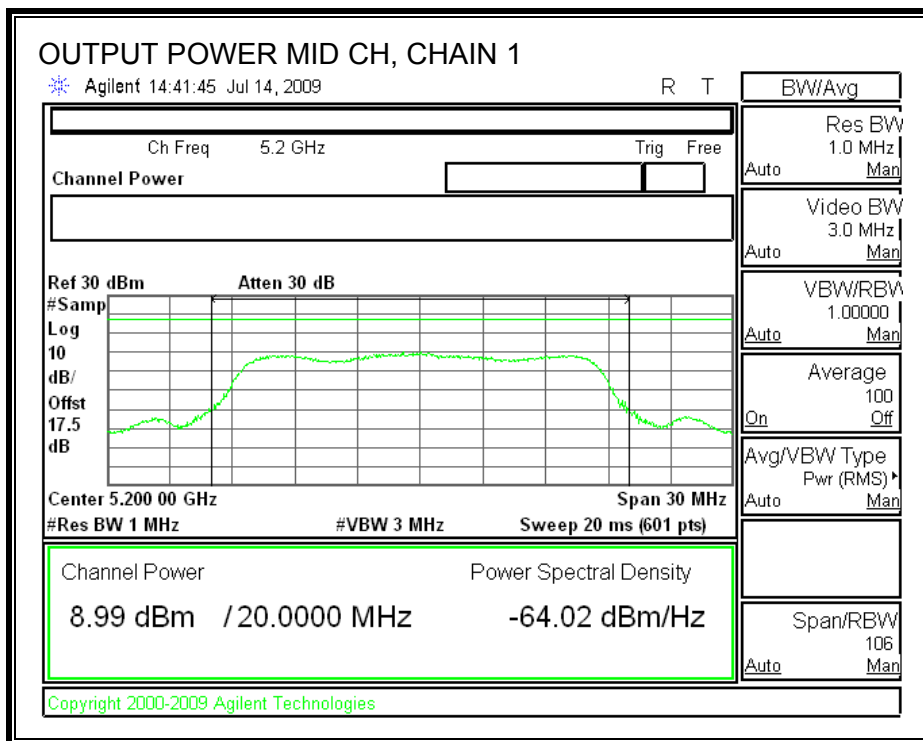 OUTPUT POWER MID CH, CHAIN 1
Agilent 14:41:45 Jul 14, 2009 R T
BW/Avg
Ch Freq 5.2 GHz Trig Free
Channel Power
Res BW
1.0 MHz
Auto Man
Video BW
3.0 MHz
Auto Man
Ref 30 dBm Atten 30 dB
#Samp
Log
10
dB/
Offst
17.5
dB
VBW/RBW
1.00000
Auto Man
Average
100
On Off
Avg/VBW Type
Pwr (RMS)
Auto Man
Center 5.200 00 GHz Span 30 MHz
#Res BW 1 MHz #VBW 3 MHz Sweep 20 ms (601 pts)
Channel Power Power Spectral Density
8.99 dBm /20.0000 MHz -64.02 dBm/Hz
Span/RBW
106
Auto Man
Copyright 2000-2009 Agilent Technologies